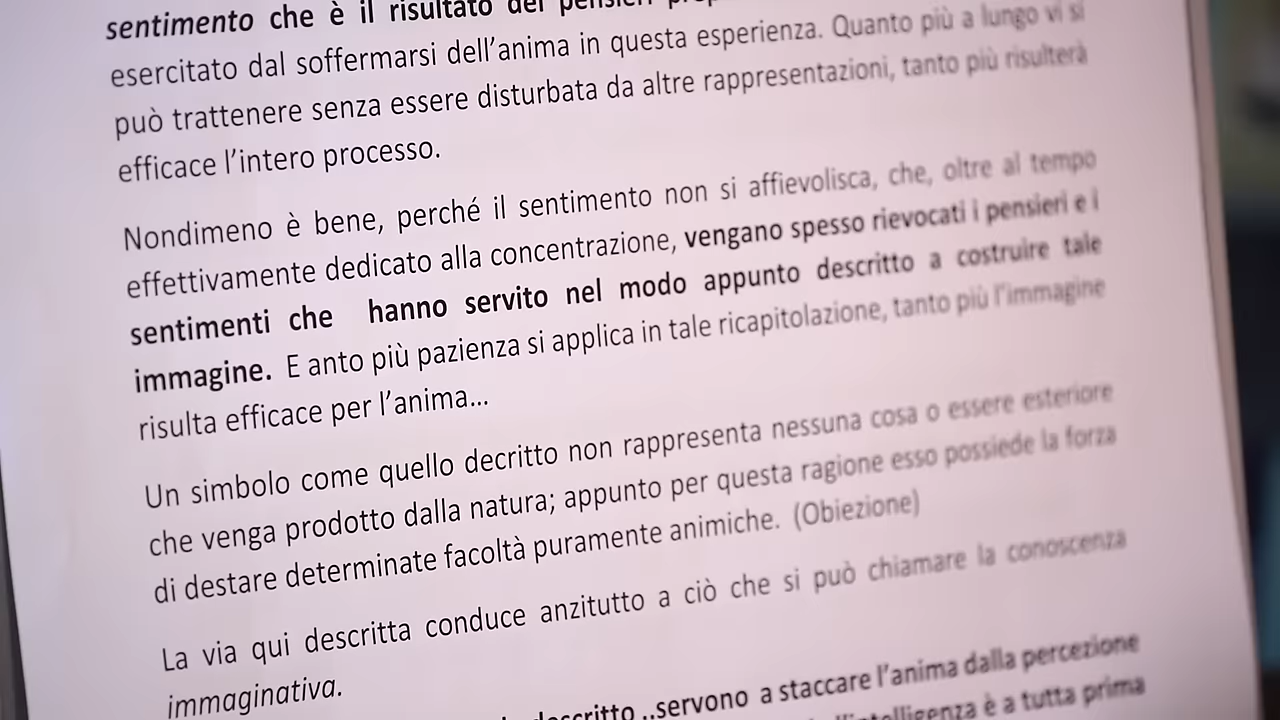 sentimento che è il risultato dei pensieri
esercitato dal soffermarsi dell'anima in questa esperienza. Quanto più a lungo vi si
può trattenere senza essere disturbata da altre rappresentazioni, tanto più risulterà
efficace l'intero processo.
Nondimeno è bene, perché il sentimento non si affievolisca, che, oltre al tempo
effettivamente dedicato alla concentrazione, vengano spesso rievocati i pensieri e i
sentimenti che hanno servito nel modo appunto descritto a costruire tale
immagine. E anto più pazienza si applica in tale ricapitolazione, tanto più l'immagine
risulta efficace per l'anima...
Un simbolo come quello decritto non rappresenta nessuna cosa o essere esteriore
che venga prodotto dalla natura; appunto per questa ragione esso possiede la forza
di destare determinate facoltà puramente animiche. (Obiezione)
La via qui descritta conduce anzitutto a ciò che si può chiamare la conoscenza
immaginativa.
descritto ..servono a staccare l'anima dalla percezione
l'intelligenza è a tutta prima